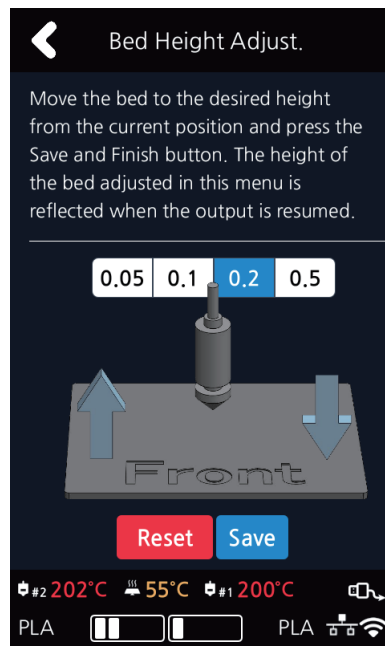 Bed Height Adjust.
Move the bed to the desired height
from the current position and press the
Save and Finish button. The height of
the bed adjusted in this menu is
reflected when the output is resumed.
0.05 0.1 0.2 0.5
Front
Reset Save
#2 202°C 55°C #1 200°C
PLA PLA